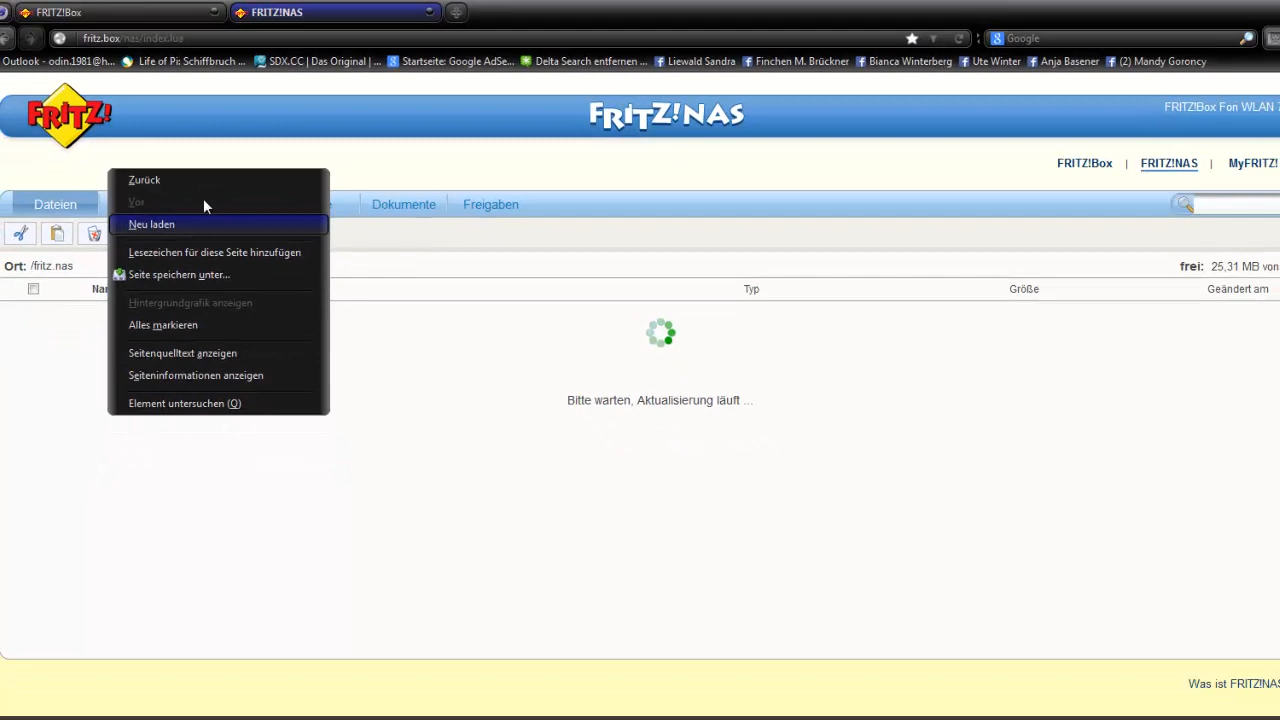 FRITZ!Box
FRITZ!NAS
fritz.box/nas/index.lua
Google
Outlook - odin.1981@h...
Life of Pi: Schiffbruch ...
SDX.CC | Das Original | ...
Startseite: Google AdSe...
Delta Search entfernen ...
Liewald Sandra
Finchen M. Brückner
Bianca Winterberg
Ute Winter
Anja Basener
(2) Mandy Goroncy
FRITZ!
FRITZ!NAS
FRITZ!Box Fon WLAN
FRITZ!Box | FRITZ!NAS | MyFRITZ!
Dateien
Dokumente
Freigaben
Zurück
Vor
Neu laden
Lesezeichen für diese Seite hinzufügen
Seite speichern unter...
Hintergrundgrafik anzeigen
Alles markieren
Seitenquelltext anzeigen
Seiteninformationen anzeigen
Element untersuchen (Q)
Ort: /fritz.nas
frei: 25,31 MB von
Typ
Größe
Geändert am
Bitte warten, Aktualisierung läuft ...
Was ist FRITZ!NAS